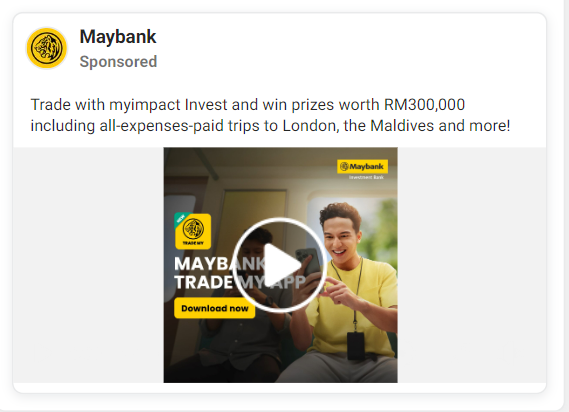 Maybank
Sponsored
Trade with myimpact Invest and win prizes worth RM300,000
including all-expenses-paid trips to London, the Maldives and more!
Maybank
Investment Bank
NEW
TRADE MY
MAYBANK
TRADE MY APP
Download now